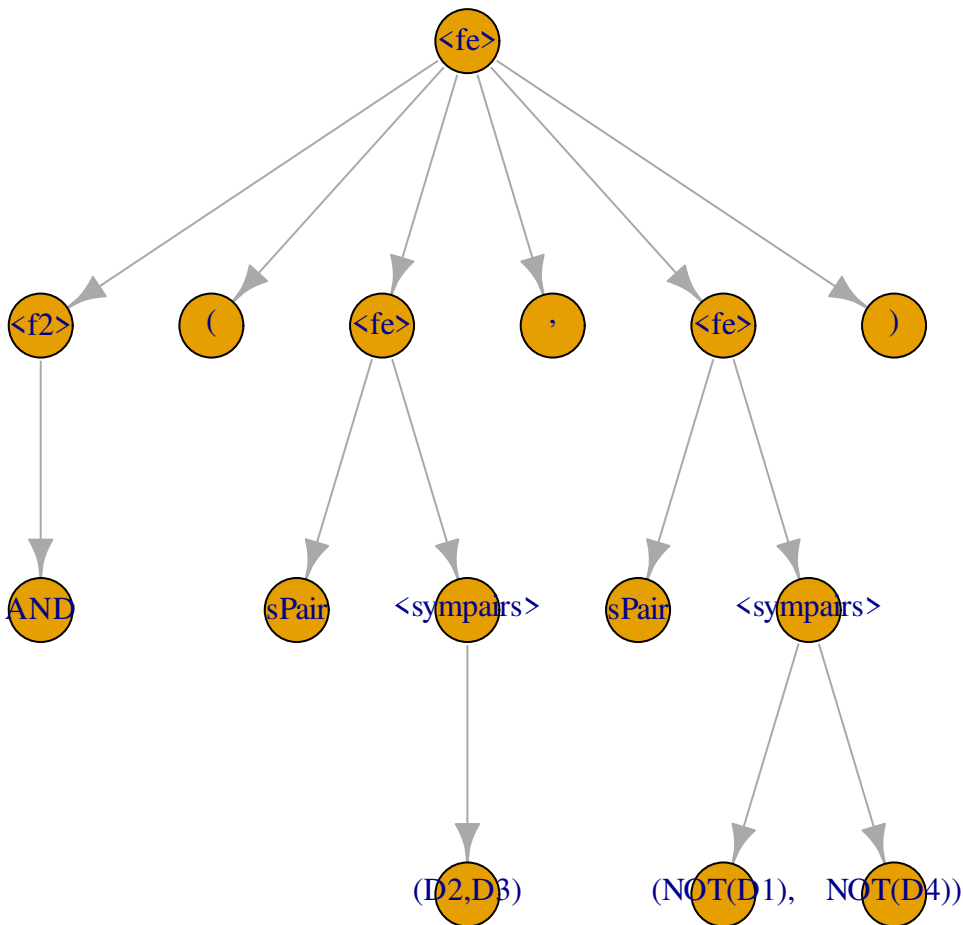 <fe>
<f2> ( <fe> , <fe> )
AND sPair <sympairs> sPair <sympairs>
(D2,D3) (NOT(D1), NOT(D4))